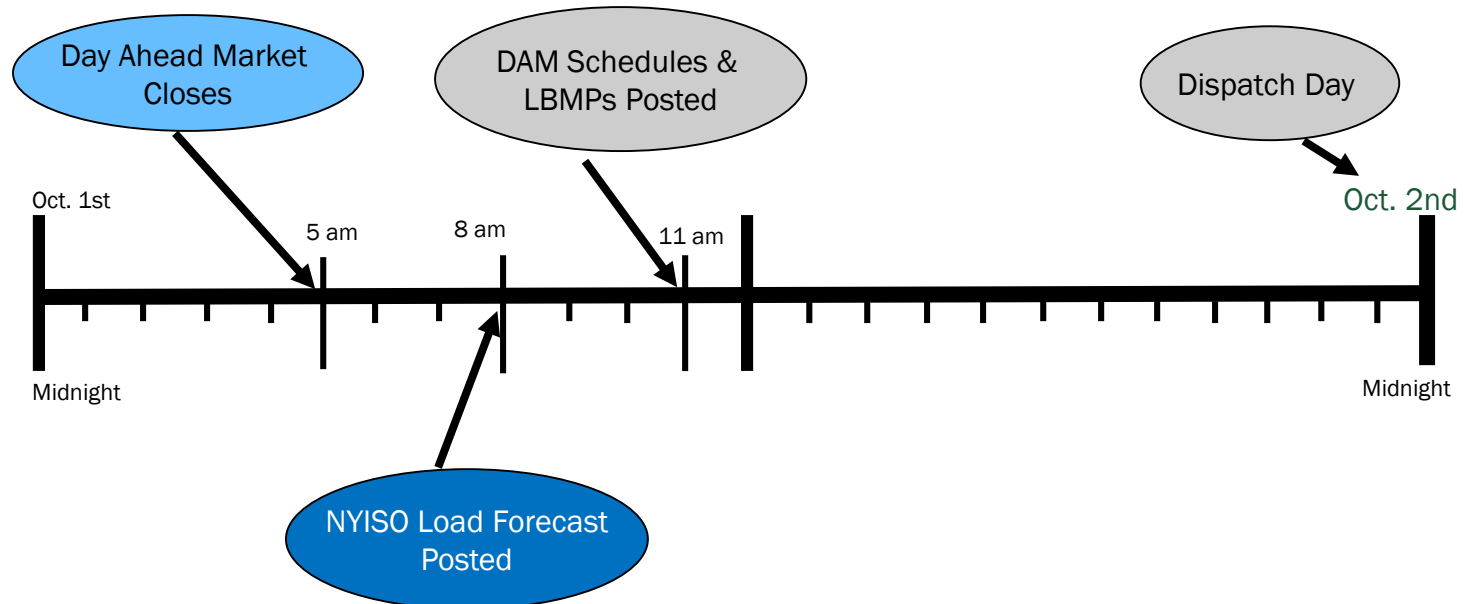 Day Ahead Market
Closes
DAM Schedules &
LBMPs Posted
Dispatch Day
Oct. 1st
Oct. 2nd
5 am
8 am
11 am
Midnight
Midnight
NYISO Load Forecast
Posted